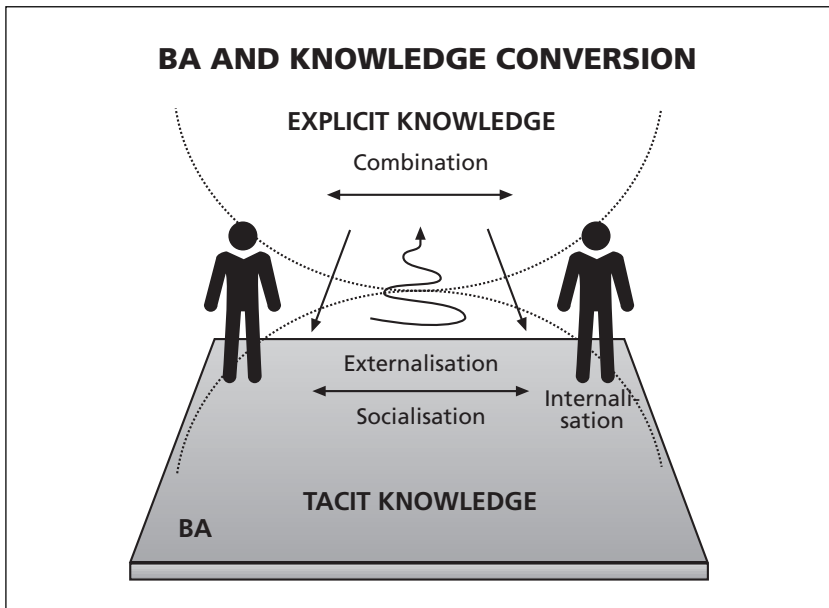 BA AND KNOWLEDGE CONVERSION
EXPLICIT KNOWLEDGE
Combination
Externalisation
Socialisation
Internali-
sation
TACIT KNOWLEDGE
BA